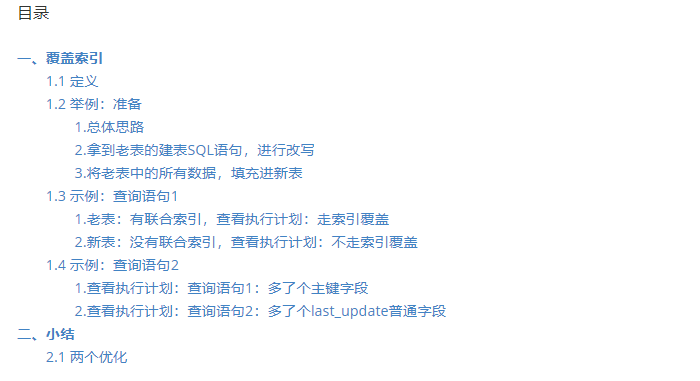 目录
一、覆盖索引
1.1 定义
1.2 举例：准备
1.总体思路
2.拿到老表的建表SQL语句，进行改写
3.将老表中的所有数据，填充进新表
1.3 示例：查询语句1
1.老表：有联合索引，查看执行计划：走索引覆盖
2.新表：没有联合索引，查看执行计划：不走索引覆盖
1.4 示例：查询语句2
1.查看执行计划：查询语句1：多了个主键字段
2.查看执行计划：查询语句2：多了个last_update普通字段
二、小结
2.1 两个优化